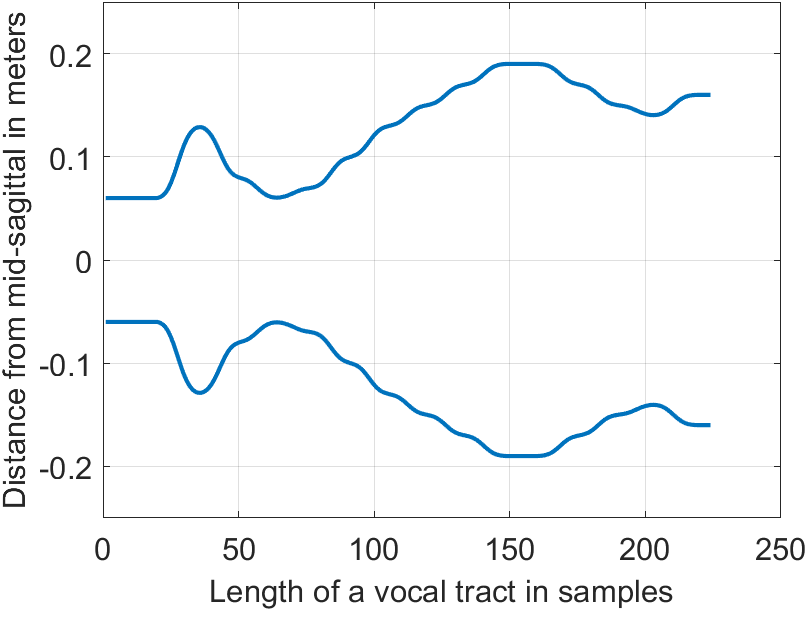 Distance from mid-sagittal in meters
0.2
0.1
0
-0.1
-0.2
0 50 100 150 200 250
Length of a vocal tract in samples